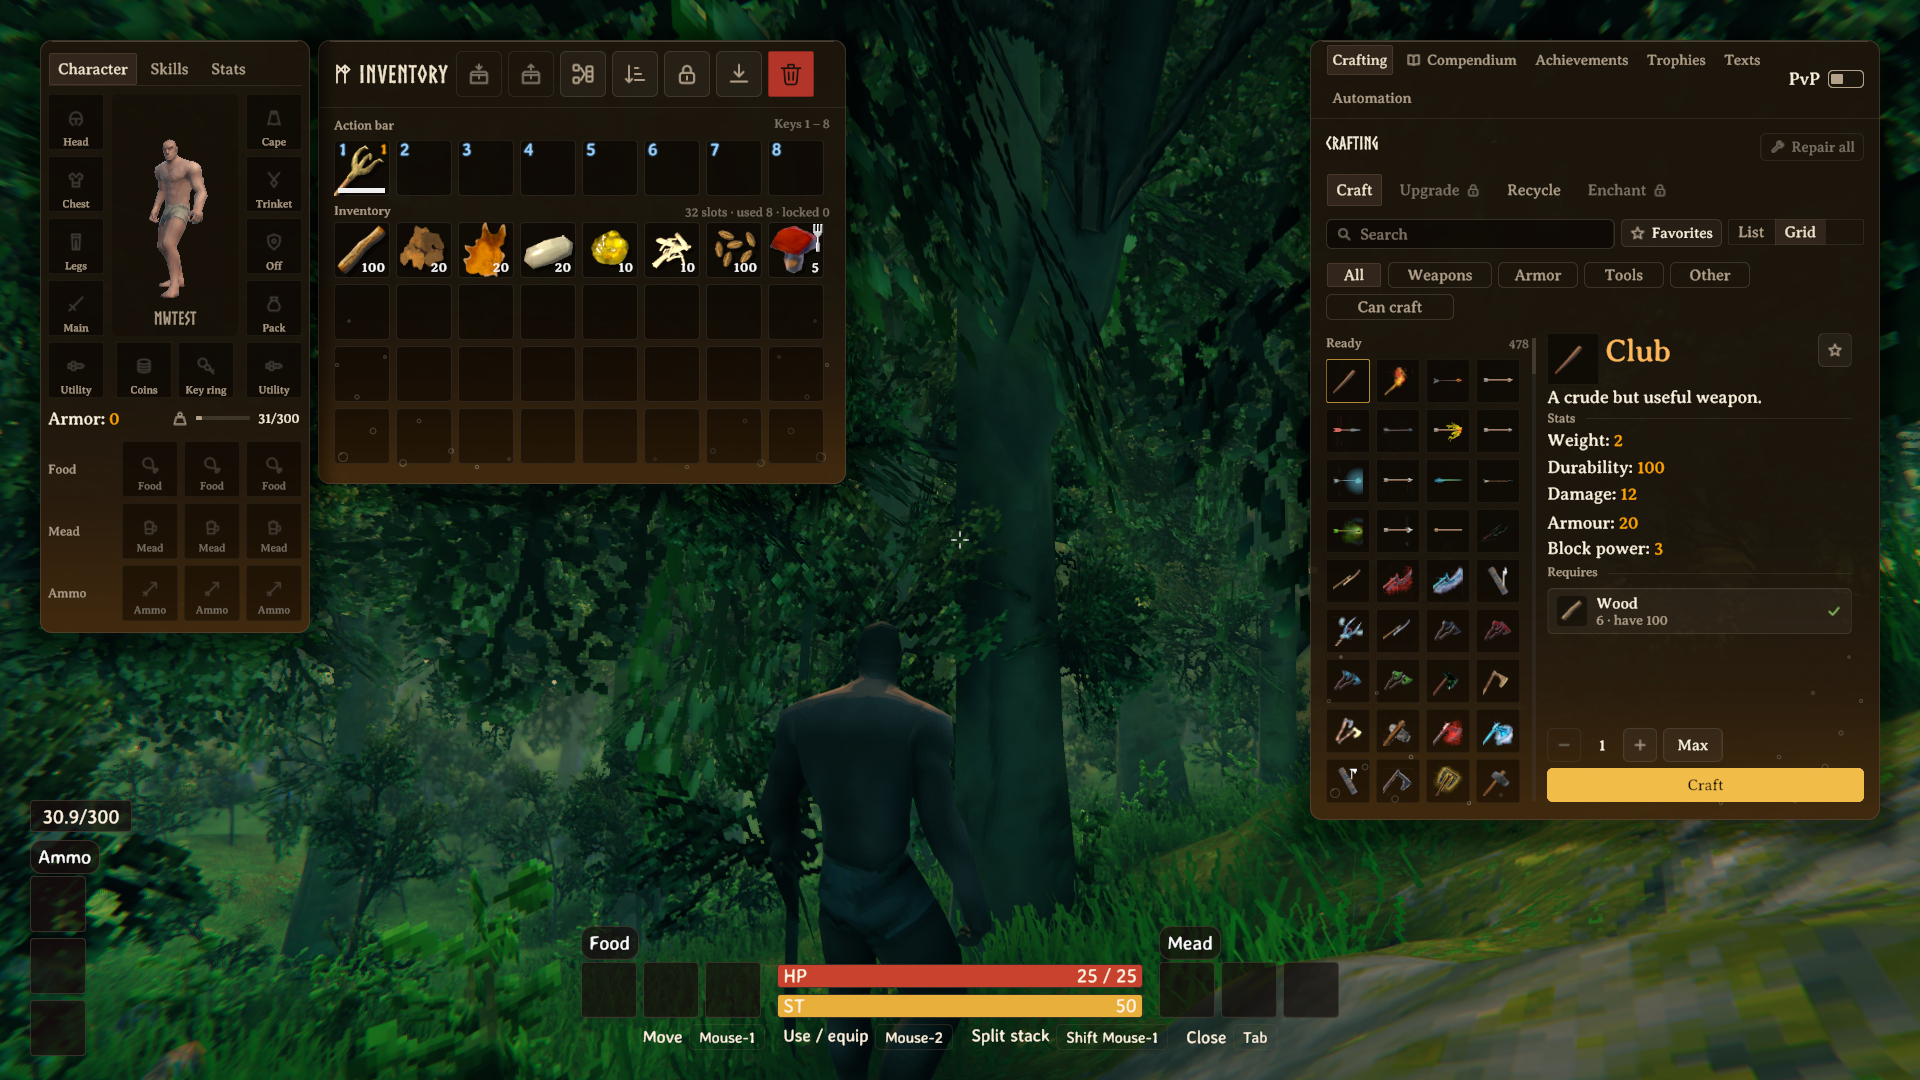 Character Skills Stats
Head
Cape
Chest
Trinket
Legs
Off
Main
MWTEST
Pack
Utility
Coins
Key ring
Utility
Armor: 0
31/300
Food
Food
Food
Food
Mead
Mead
Mead
Mead
Ammo
Ammo
Ammo
Ammo
INVENTORY
Action bar
Keys 1 – 8
1 1 2 3 4 5 6 7 8
Inventory
32 slots · used 8 · locked 0
100 20 20 20 10 10 100 5
Crafting Compendium Achievements Trophies Texts
Automation
PvP
CRAFTING
Repair all
Craft Upgrade Recycle Enchant
Search
Favorites
List Grid
All Weapons Armor Tools Other
Can craft
Ready
478
Club
A crude but useful weapon.
Stats
Weight: 2
Durability: 100
Damage: 12
Armour: 20
Block power: 3
Requires
Wood
6 · have 100
1
Max
Craft
30.9/300
Ammo
Food
HP 25 / 25
ST 50
Mead
Move Mouse-1 Use / equip Mouse-2 Split stack Shift Mouse-1 Close Tab